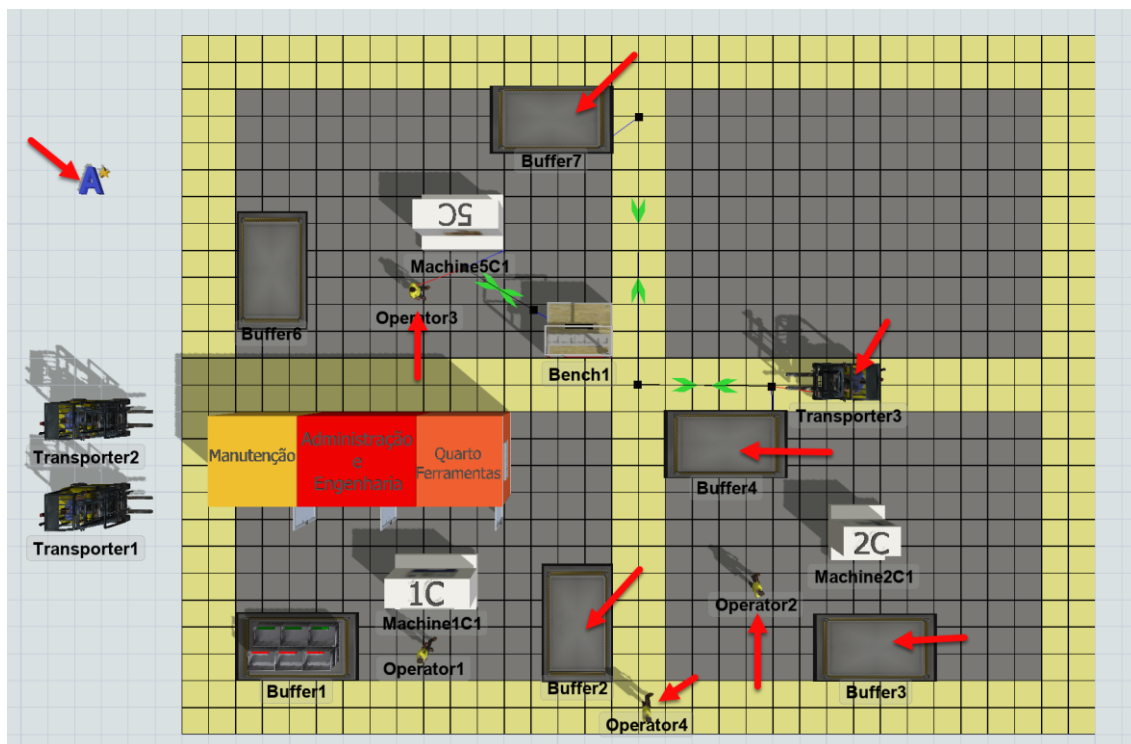 A
Buffer7
5C
Machine5C1
Operator3
Buffer6
Bench1
Transporter3
Transporter2
Transporter1
Manutenção
Administração
e
Engenharia
Quarto
Ferramentas
Buffer4
2C
Machine2C1
Operator2
1C
Machine1C1
Operator1
Buffer1
Buffer2
Buffer3
Operator4